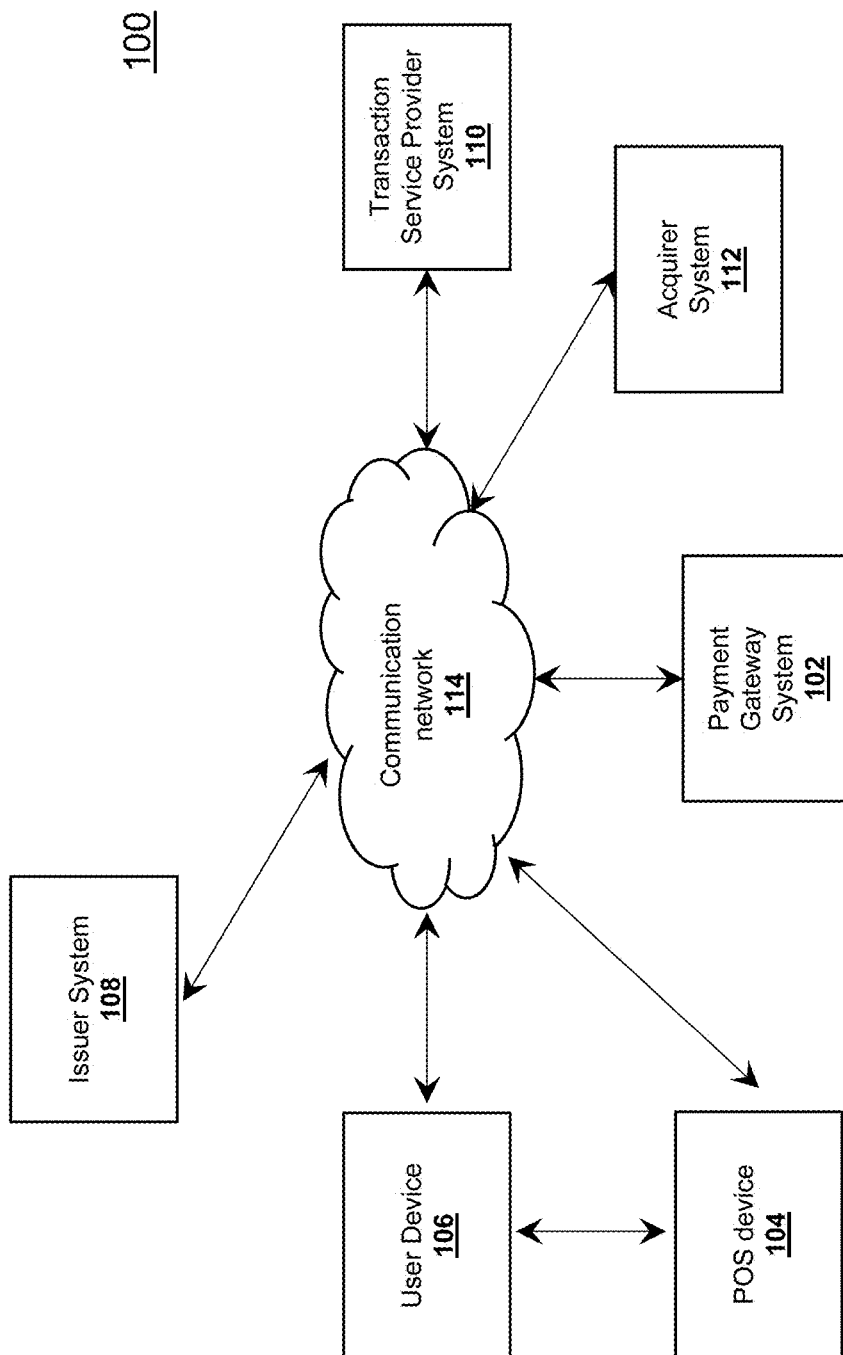 100
Issuer System
108
User Device
106
POS device
104
Communication
network
114
Payment
Gateway
System
102
Transaction
Service Provider
System
110
Acquirer
System
112